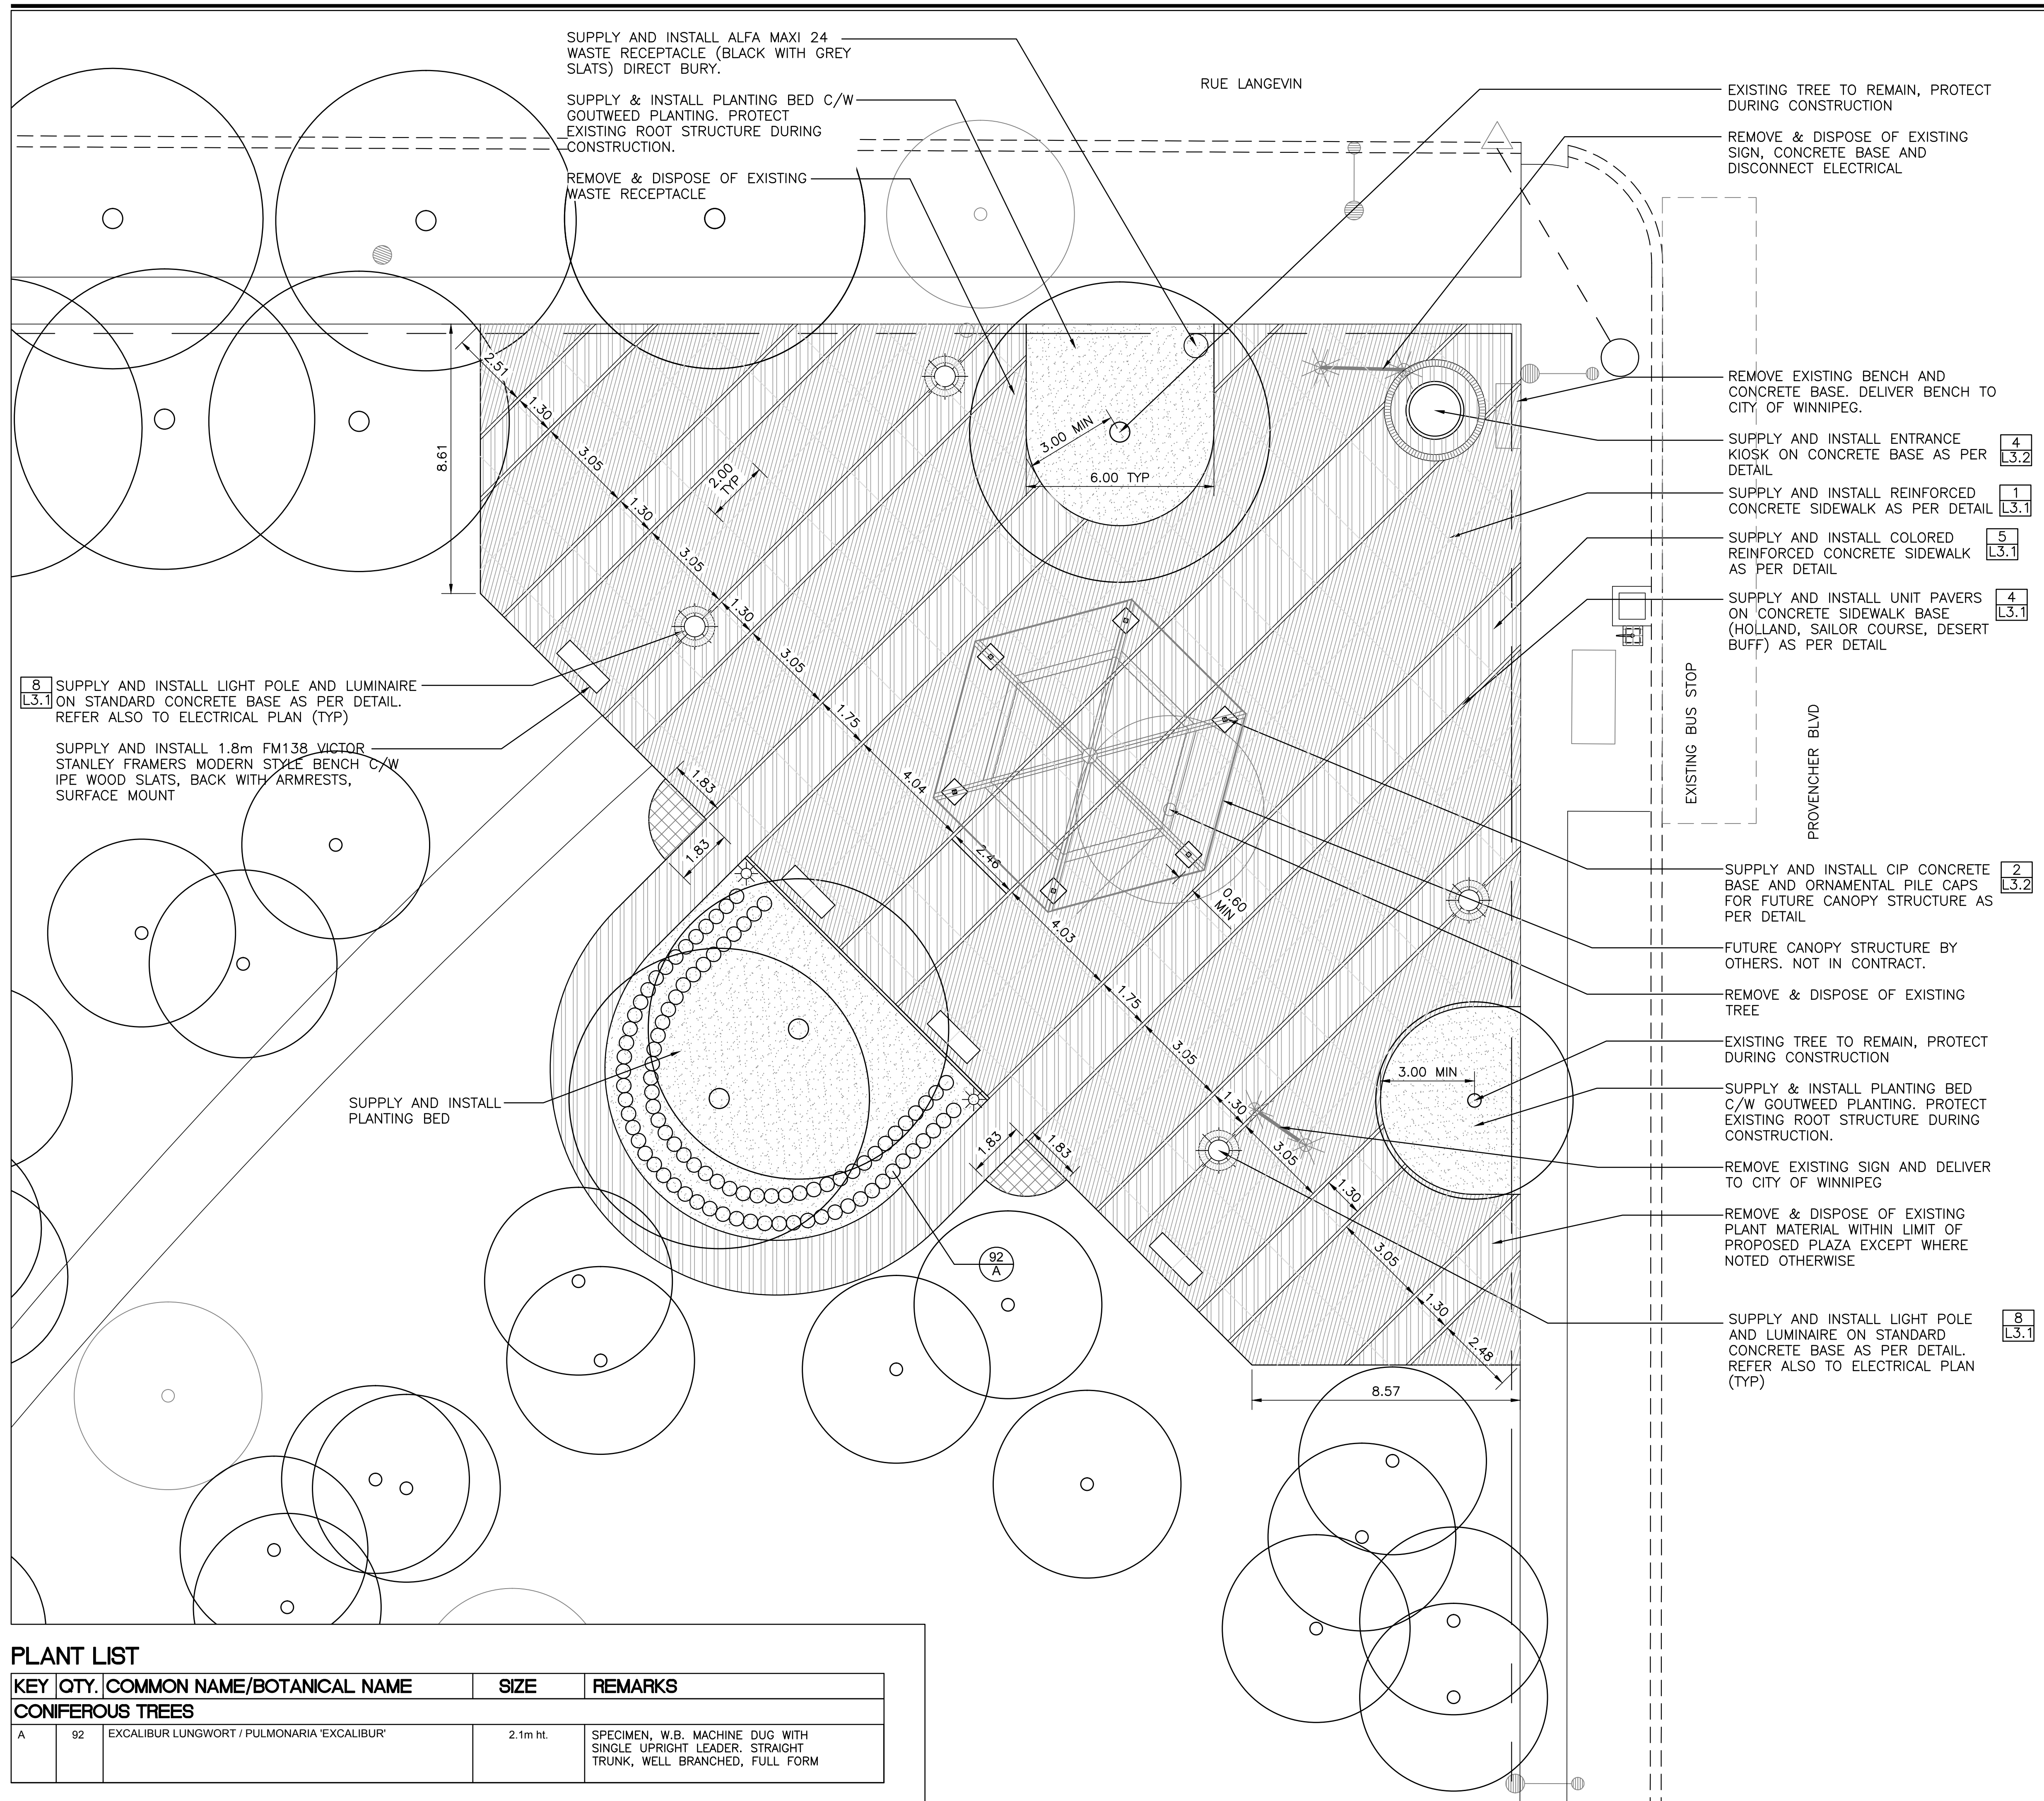 SUPPLY AND INSTALL ALFA MAXI 24
WASTE RECEPTACLE (BLACK WITH GREY
SLATS) DIRECT BURY.
SUPPLY & INSTALL PLANTING BED C/W
GOUTWEED PLANTING. PROTECT
EXISTING ROOT STRUCTURE DURING
CONSTRUCTION.
REMOVE & DISPOSE OF EXISTING
WASTE RECEPTACLE
RUE LANGEVIN
EXISTING TREE TO REMAIN, PROTECT
DURING CONSTRUCTION
REMOVE & DISPOSE OF EXISTING
SIGN, CONCRETE BASE AND
DISCONNECT ELECTRICAL
REMOVE EXISTING BENCH AND
CONCRETE BASE. DELIVER BENCH TO
CITY OF WINNIPEG.
SUPPLY AND INSTALL ENTRANCE
KIOSK ON CONCRETE BASE AS PER
DETAIL
4
L3.2
SUPPLY AND INSTALL REINFORCED
CONCRETE SIDEWALK AS PER DETAIL
1
L3.1
SUPPLY AND INSTALL COLORED
REINFORCED CONCRETE SIDEWALK
AS PER DETAIL
5
L3.1
SUPPLY AND INSTALL UNIT PAVERS
ON CONCRETE SIDEWALK BASE
(HOLLAND, SAILOR COURSE, DESERT
BUFF) AS PER DETAIL
4
L3.1
EXISTING BUS STOP
PROVENCHER BLVD
SUPPLY AND INSTALL CIP CONCRETE
BASE AND ORNAMENTAL PILE CAPS
FOR FUTURE CANOPY STRUCTURE AS
PER DETAIL
2
L3.2
FUTURE CANOPY STRUCTURE BY
OTHERS. NOT IN CONTRACT.
REMOVE & DISPOSE OF EXISTING
TREE
EXISTING TREE TO REMAIN, PROTECT
DURING CONSTRUCTION
SUPPLY & INSTALL PLANTING BED
C/W GOUTWEED PLANTING. PROTECT
EXISTING ROOT STRUCTURE DURING
CONSTRUCTION.
REMOVE EXISTING SIGN AND DELIVER
TO CITY OF WINNIPEG
REMOVE & DISPOSE OF EXISTING
PLANT MATERIAL WITHIN LIMIT OF
PROPOSED PLAZA EXCEPT WHERE
NOTED OTHERWISE
SUPPLY AND INSTALL LIGHT POLE
AND LUMINAIRE ON STANDARD
CONCRETE BASE AS PER DETAIL.
REFER ALSO TO ELECTRICAL PLAN
(TYP)
8
L3.1
8
L3.1
SUPPLY AND INSTALL LIGHT POLE AND LUMINAIRE
ON STANDARD CONCRETE BASE AS PER DETAIL.
REFER ALSO TO ELECTRICAL PLAN (TYP)
SUPPLY AND INSTALL 1.8m FM138 VICTOR
STANLEY FRAMERS MODERN STYLE BENCH C/W
IPE WOOD SLATS, BACK WITH ARMRESTS,
SURFACE MOUNT
SUPPLY AND INSTALL
PLANTING BED
8.61
2.51
1.30
3.05
1.30
3.05
1.30
3.05
1.75
4.04
2.46
4.03
1.75
3.05
1.30
3.05
1.30
3.05
1.30
2.48
2.00
TYP
3.00 MIN
6.00 TYP
1.83
1.83
0.60
MIN
3.00 MIN
1.83
1.83
8.57
92
A
PLANT LIST
KEY QTY. COMMON NAME/BOTANICAL NAME SIZE REMARKS
CONIFEROUS TREES
A 92 EXCALIBUR LUNGWORT / PULMONARIA 'EXCALIBUR' 2.1m ht. SPECIMEN, W.B. MACHINE DUG WITH
SINGLE UPRIGHT LEADER. STRAIGHT
TRUNK, WELL BRANCHED, FULL FORM